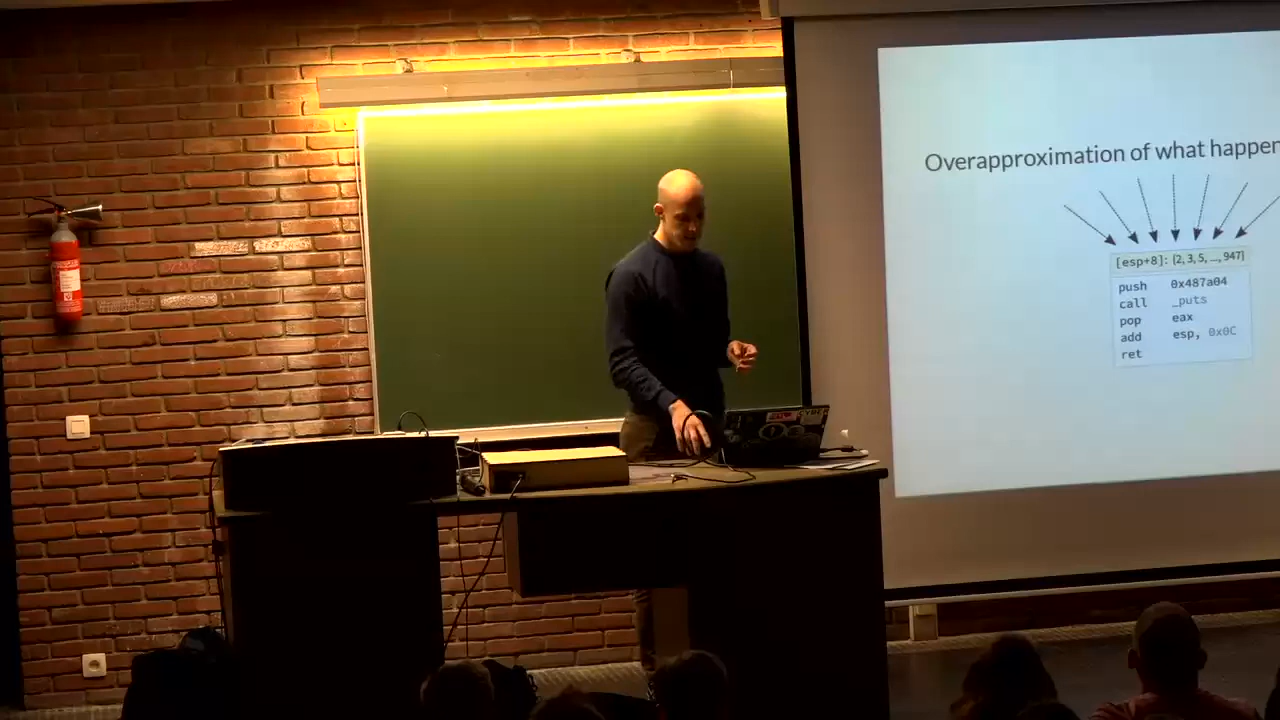 Overapproximation of what happen
[esp+8]: {2, 3, 5, ..., 947}
push 0x487a04
call _puts
pop eax
add esp, 0x0C
ret
CYBER